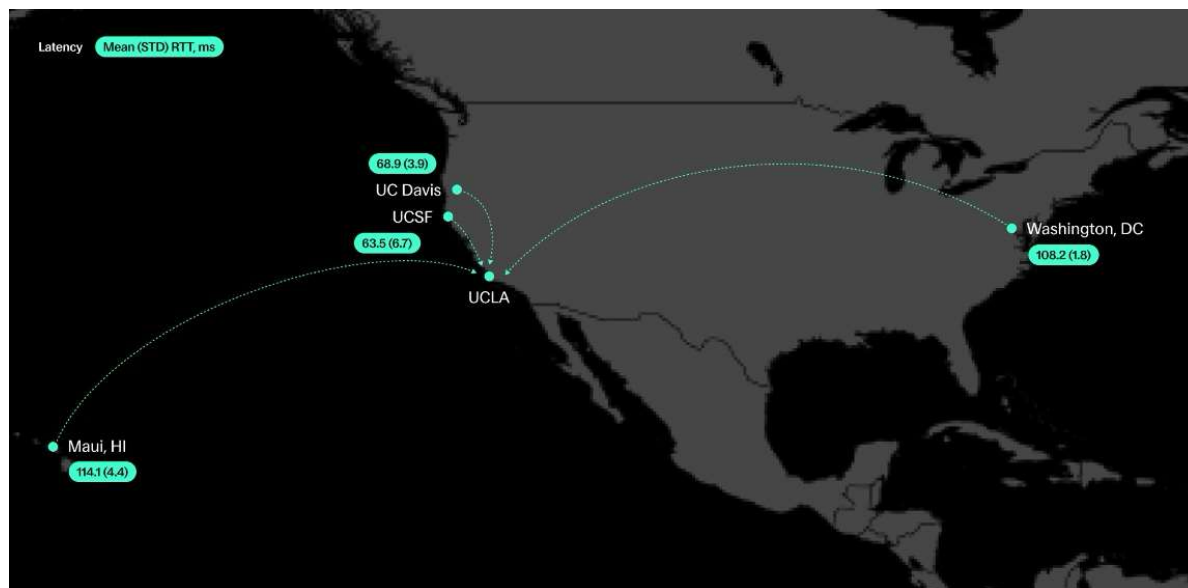 Latency Mean (STD) RTT, ms
68.9 (3.9)
UC Davis
UCSF
63.5 (6.7)
UCLA
Washington, DC
108.2 (1.8)
Maui, HI
114.1 (4.4)